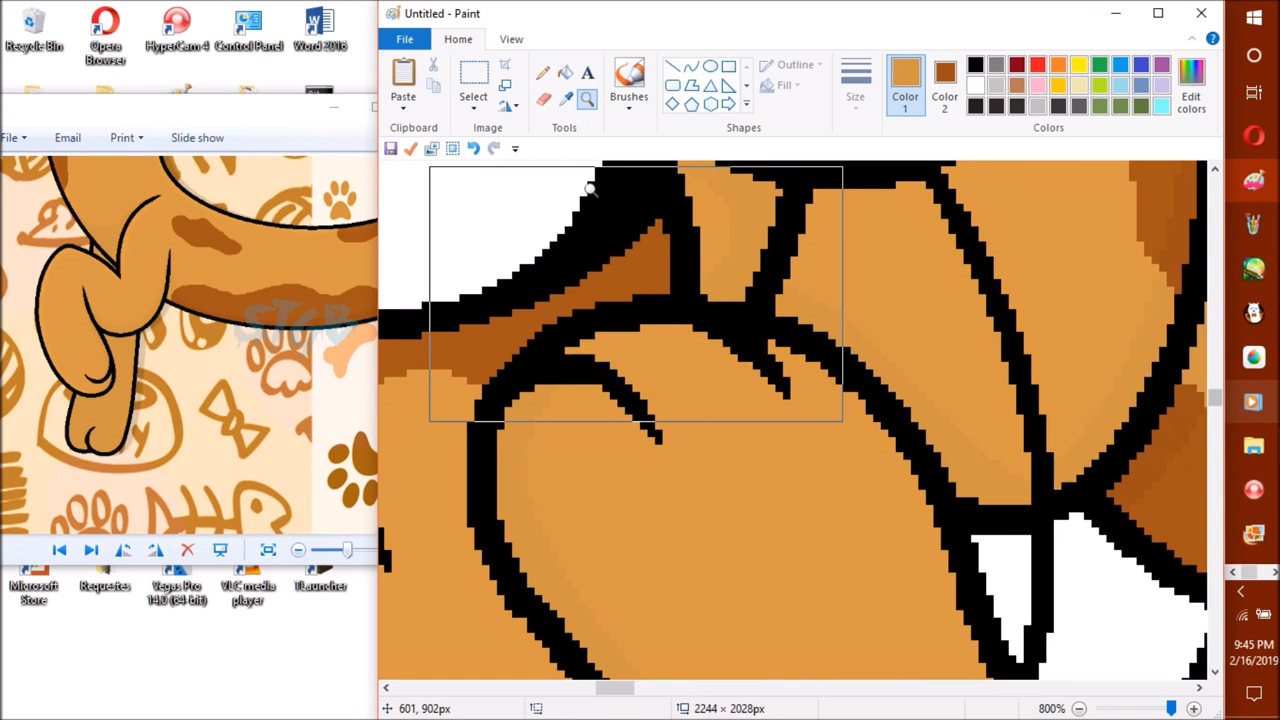 Recycle Bin
Opera Browser
HyperCam 4
Control Panel
Word 2016
File
Email
Print
Slide show
STGB
Microsoft Store
Requestes
Vegas Pro 14.0 (64-bit)
VLC media player
TLauncher
Untitled - Paint
File
Home
View
Paste
Select
Brushes
Outline
Fill
Size
Color 1
Color 2
Edit colors
Clipboard
Image
Tools
Shapes
Colors
601, 902px
2244 × 2028px
800%
9:45 PM
2/16/2019